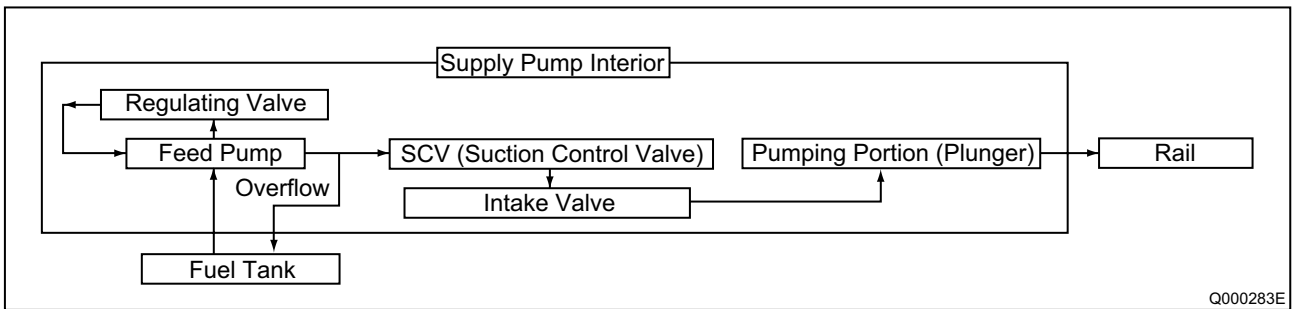 Supply Pump Interior
Regulating Valve
Feed Pump
SCV (Suction Control Valve)
Pumping Portion (Plunger)
Rail
Overflow
Intake Valve
Fuel Tank
Q000283E